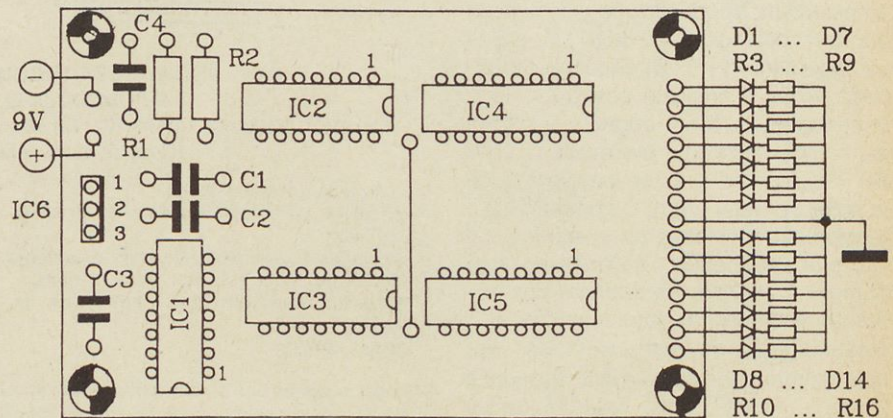 C4
D1 ... D7
R3 ... R9
R2
1
1
−
IC2
IC4
9V
+
R1
1
2
3
IC6
C1
C2
1
1
C3
IC1
IC3
IC5
1
D8 ... D14
R10 ... R16